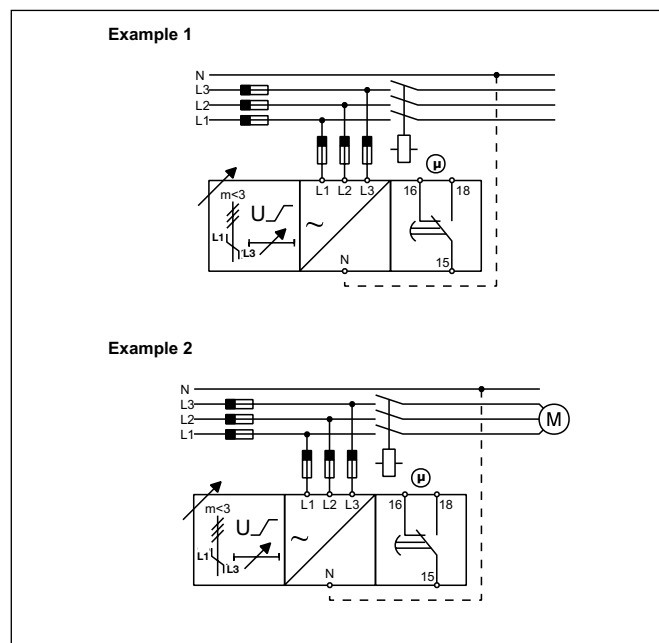 Example 1
N
L3
L2
L1
µ
L1 L2 L3 16 18
m<3
U
L1
L3
~
N
15
Example 2
N
L3
L2
L1
M
µ
L1 L2 L3 16 18
m<3
U
L1
L3
~
N
15